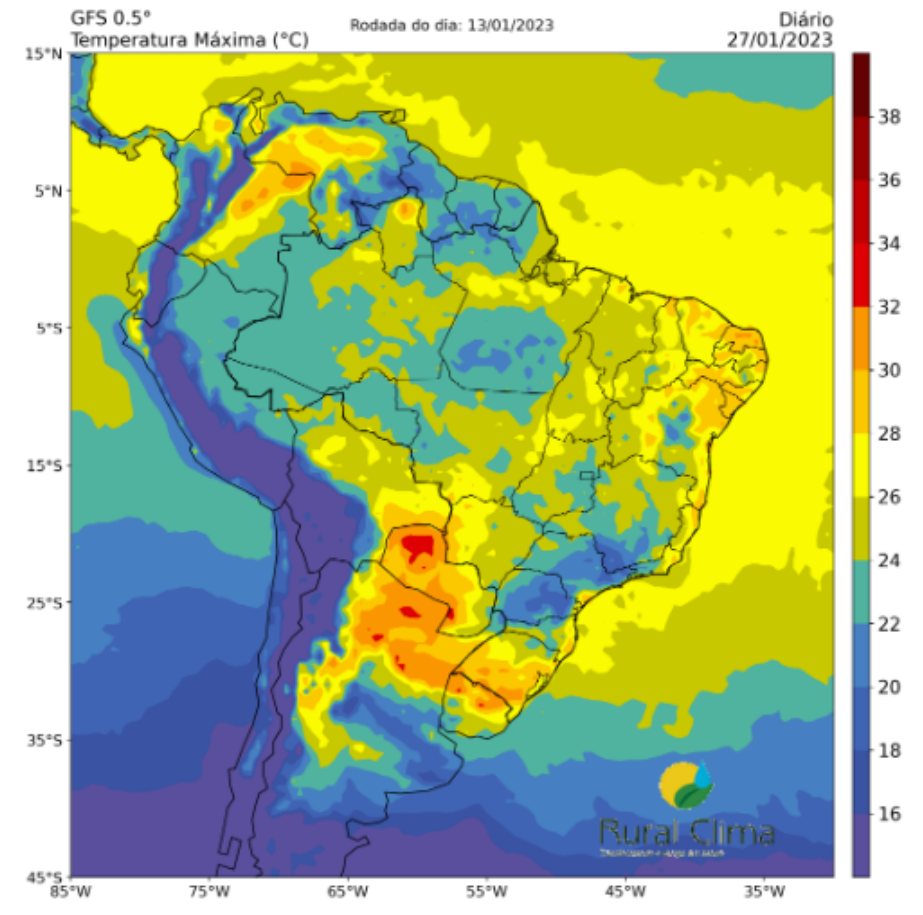 GFS 0.5°
Temperatura Máxima (°C)
Rodada do dia: 13/01/2023
Diário
27/01/2023
15°N
5°N
5°S
15°S
25°S
35°S
45°S
85°W
75°W
65°W
55°W
45°W
35°W
38
36
34
32
30
28
26
24
22
20
18
16
Rural Clima